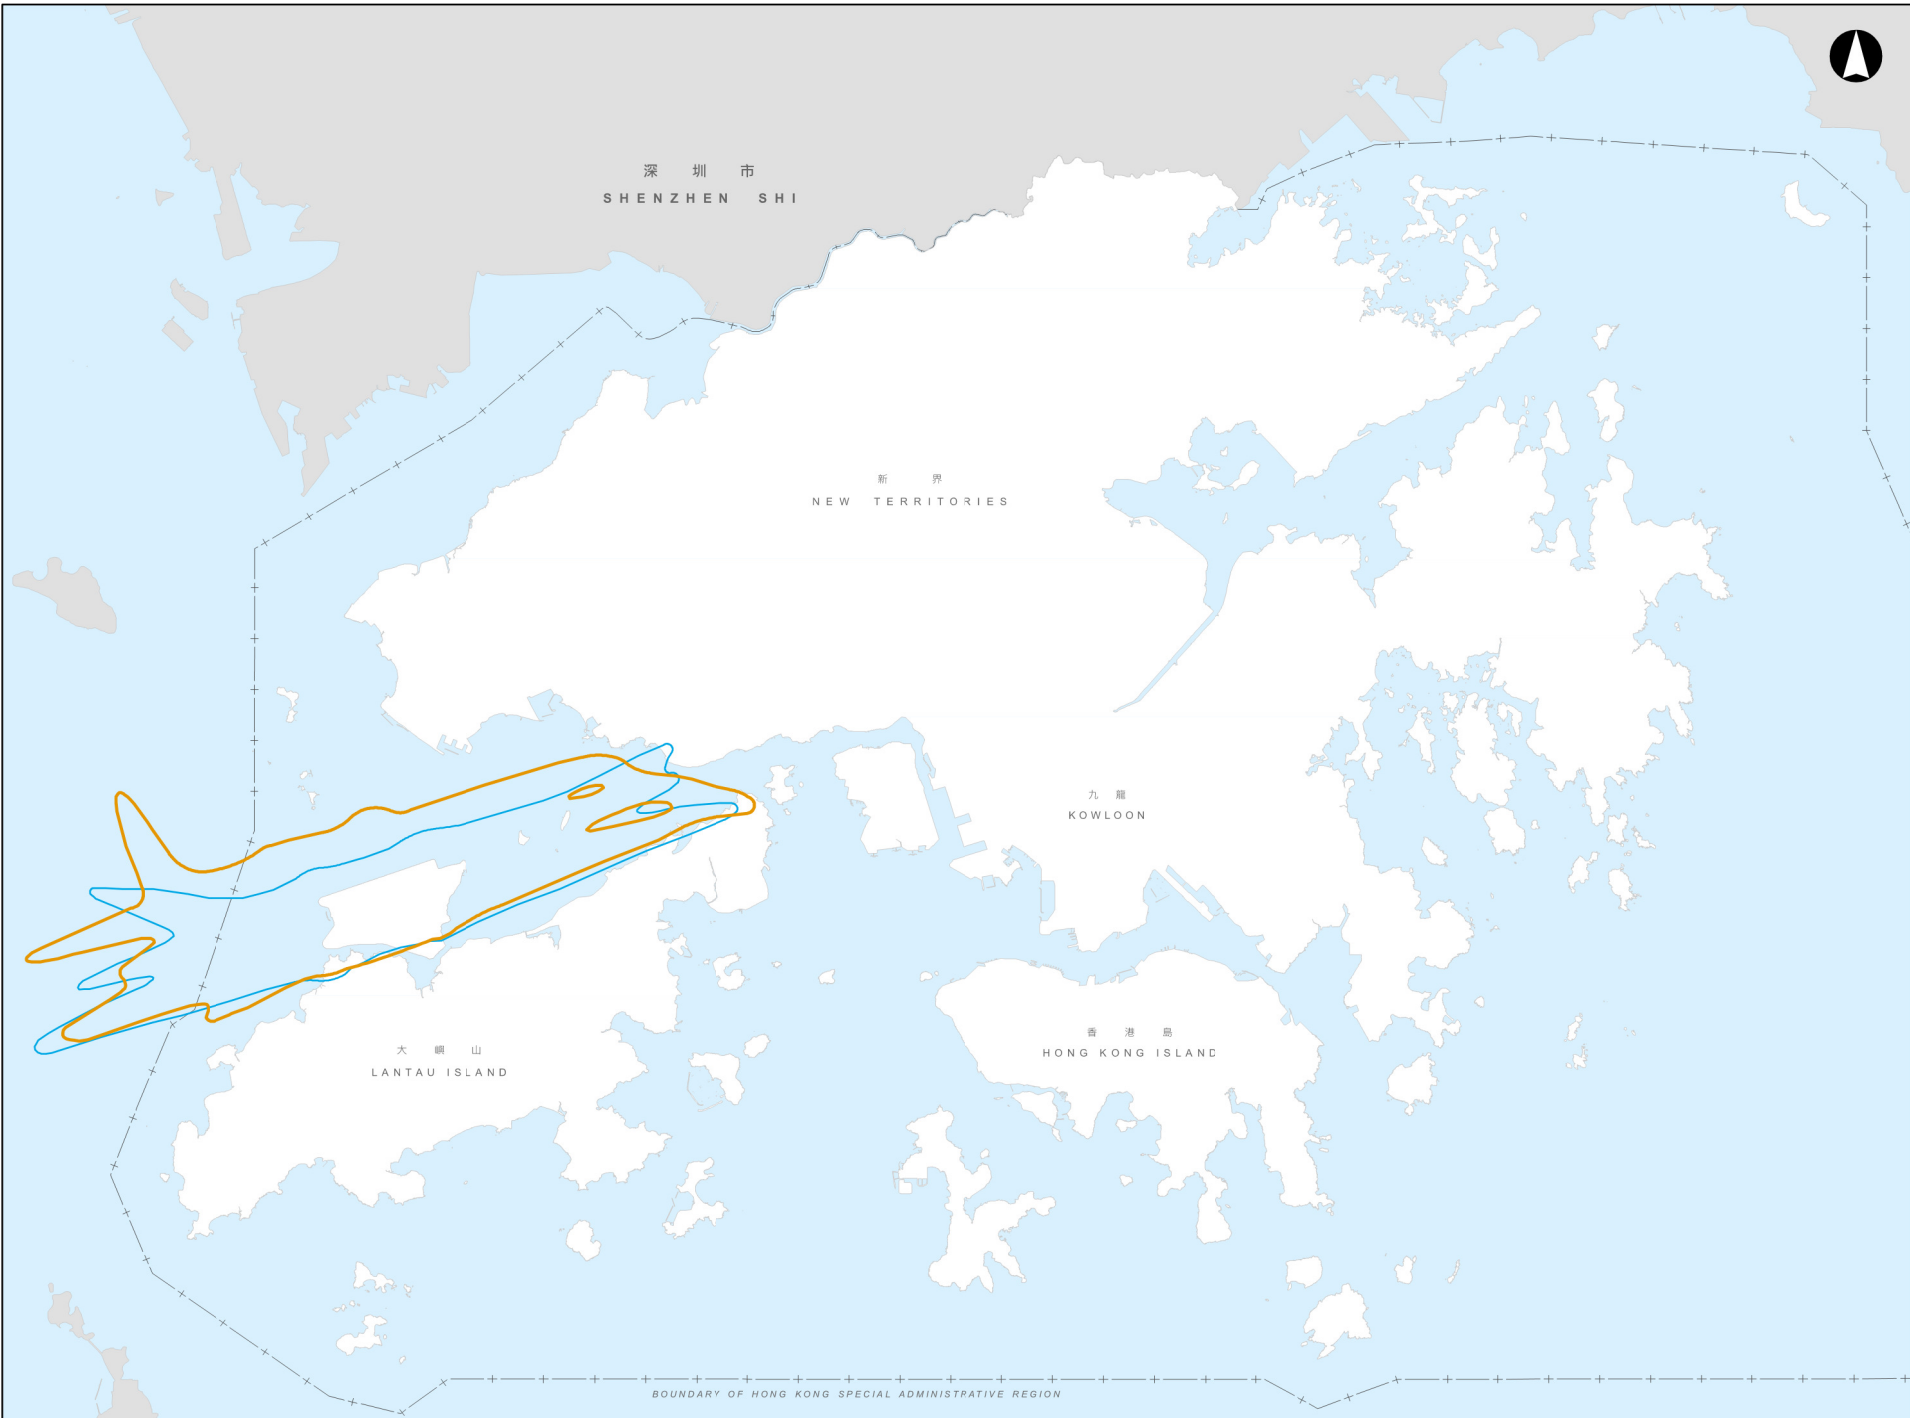 深 圳 市
SHENZHEN SHI
新 界
NEW TERRITORIES
九 龍
KOWLOON
香 港 島
HONG KONG ISLAND
大 嶼 山
LANTAU ISLAND
BOUNDARY OF HONG KONG SPECIAL ADMINISTRATIVE REGION